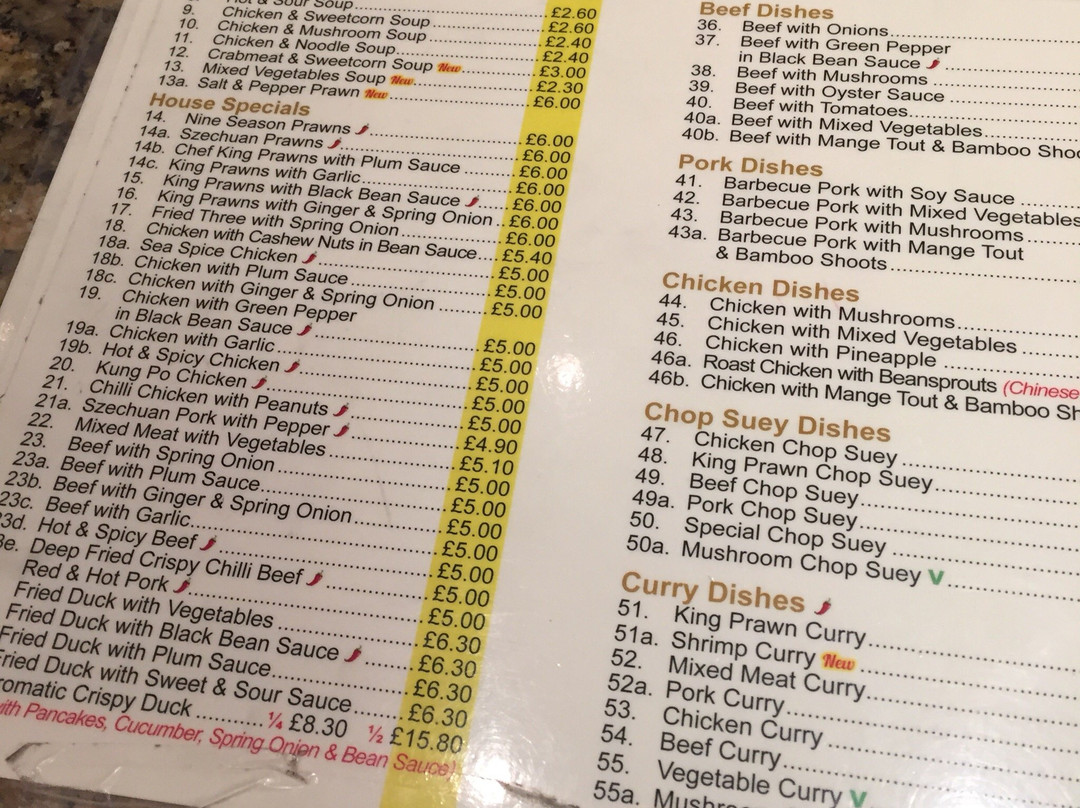 Hot & Sour Soup £2.60
9. Chicken & Sweetcorn Soup £2.60
10. Chicken & Mushroom Soup £2.40
11. Chicken & Noodle Soup £2.40
12. Crabmeat & Sweetcorn Soup New £3.00
13. Mixed Vegetables Soup New £2.30
13a. Salt & Pepper Prawn New £6.00
House Specials
14. Nine Season Prawns £6.00
14a. Szechuan Prawns £6.00
14b. Chef King Prawns with Plum Sauce £6.00
14c. King Prawns with Garlic £6.00
15. King Prawns with Black Bean Sauce £6.00
16. King Prawns with Ginger & Spring Onion £6.00
17. Fried Three with Spring Onion £6.00
18. Chicken with Cashew Nuts in Bean Sauce £5.40
18a. Sea Spice Chicken £5.00
18b. Chicken with Plum Sauce £5.00
18c. Chicken with Ginger & Spring Onion £5.00
19. Chicken with Green Pepper
in Black Bean Sauce £5.00
19a. Chicken with Garlic £5.00
19b. Hot & Spicy Chicken £5.00
20. Kung Po Chicken £5.00
21. Chilli Chicken with Peanuts £5.00
21a. Szechuan Pork with Pepper £4.90
22. Mixed Meat with Vegetables £5.10
23. Beef with Spring Onion £5.00
23a. Beef with Plum Sauce £5.00
23b. Beef with Ginger & Spring Onion £5.00
23c. Beef with Garlic £5.00
3d. Hot & Spicy Beef £5.00
e. Deep Fried Crispy Chilli Beef £5.00
Red & Hot Pork £5.00
Fried Duck with Vegetables £6.30
Fried Duck with Black Bean Sauce £6.30
Fried Duck with Plum Sauce £6.30
ried Duck with Sweet & Sour Sauce £6.30
romatic Crispy Duck ¼ £8.30 ½ £15.80
ith Pancakes, Cucumber, Spring Onion & Bean Sauce)
Beef Dishes
36. Beef with Onions
37. Beef with Green Pepper
in Black Bean Sauce
38. Beef with Mushrooms
39. Beef with Oyster Sauce
40. Beef with Tomatoes
40a. Beef with Mixed Vegetables
40b. Beef with Mange Tout & Bamboo Shoo
Pork Dishes
41. Barbecue Pork with Soy Sauce
42. Barbecue Pork with Mixed Vegetables
43. Barbecue Pork with Mushrooms
43a. Barbecue Pork with Mange Tout
& Bamboo Shoots
Chicken Dishes
44. Chicken with Mushrooms
45. Chicken with Mixed Vegetables
46. Chicken with Pineapple
46a. Roast Chicken with Beansprouts (Chinese
46b. Chicken with Mange Tout & Bamboo Sh
Chop Suey Dishes
47. Chicken Chop Suey
48. King Prawn Chop Suey
49. Beef Chop Suey
49a. Pork Chop Suey
50. Special Chop Suey
50a. Mushroom Chop Suey V
Curry Dishes
51. King Prawn Curry
51a. Shrimp Curry New
52. Mixed Meat Curry
52a. Pork Curry
53. Chicken Curry
54. Beef Curry
55. Vegetable Curry V
55a. Mushroo